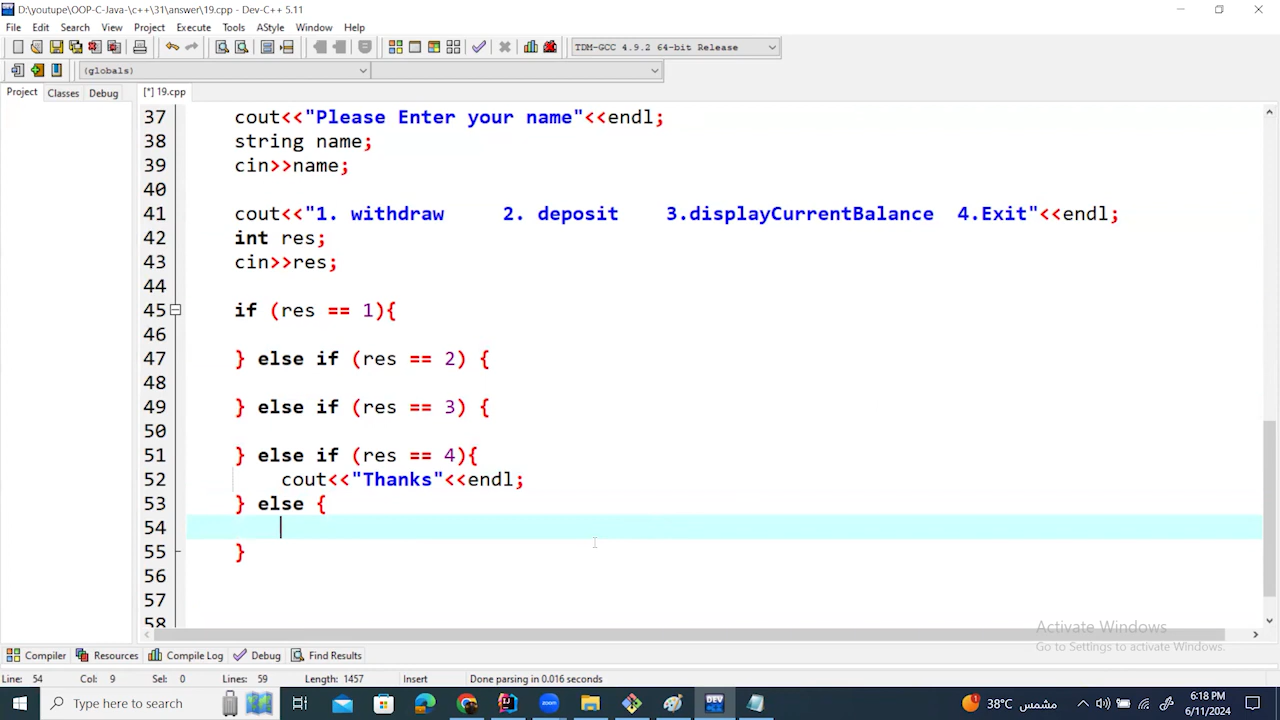 D:\youtupe\OOP-C-Java-\c++\31\answer\19.cpp - Dev-C++ 5.11
File Edit Search View Project Execute Tools AStyle Window Help
TDM-GCC 4.9.2 64-bit Release
(globals)
Project Classes Debug [*] 19.cpp
37 cout<<"Please Enter your name"<<endl;
38 string name;
39 cin>>name;
40
41 cout<<"1. withdraw     2. deposit    3.displayCurrentBalance  4.Exit"<<endl;
42 int res;
43 cin>>res;
44
45 if (res == 1){
46
47 } else if (res == 2) {
48
49 } else if (res == 3) {
50
51 } else if (res == 4){
52 cout<<"Thanks"<<endl;
53 } else {
54
55 }
56
57
58
Activate Windows
Go to Settings to activate Windows.
Compiler Resources Compile Log Debug Find Results
Line: 54 Col: 9 Sel: 0 Lines: 59 Length: 1457 Insert Done parsing in 0.016 seconds
Type here to search
DEV
38°C مشمس
6:18 PM
6/11/2024